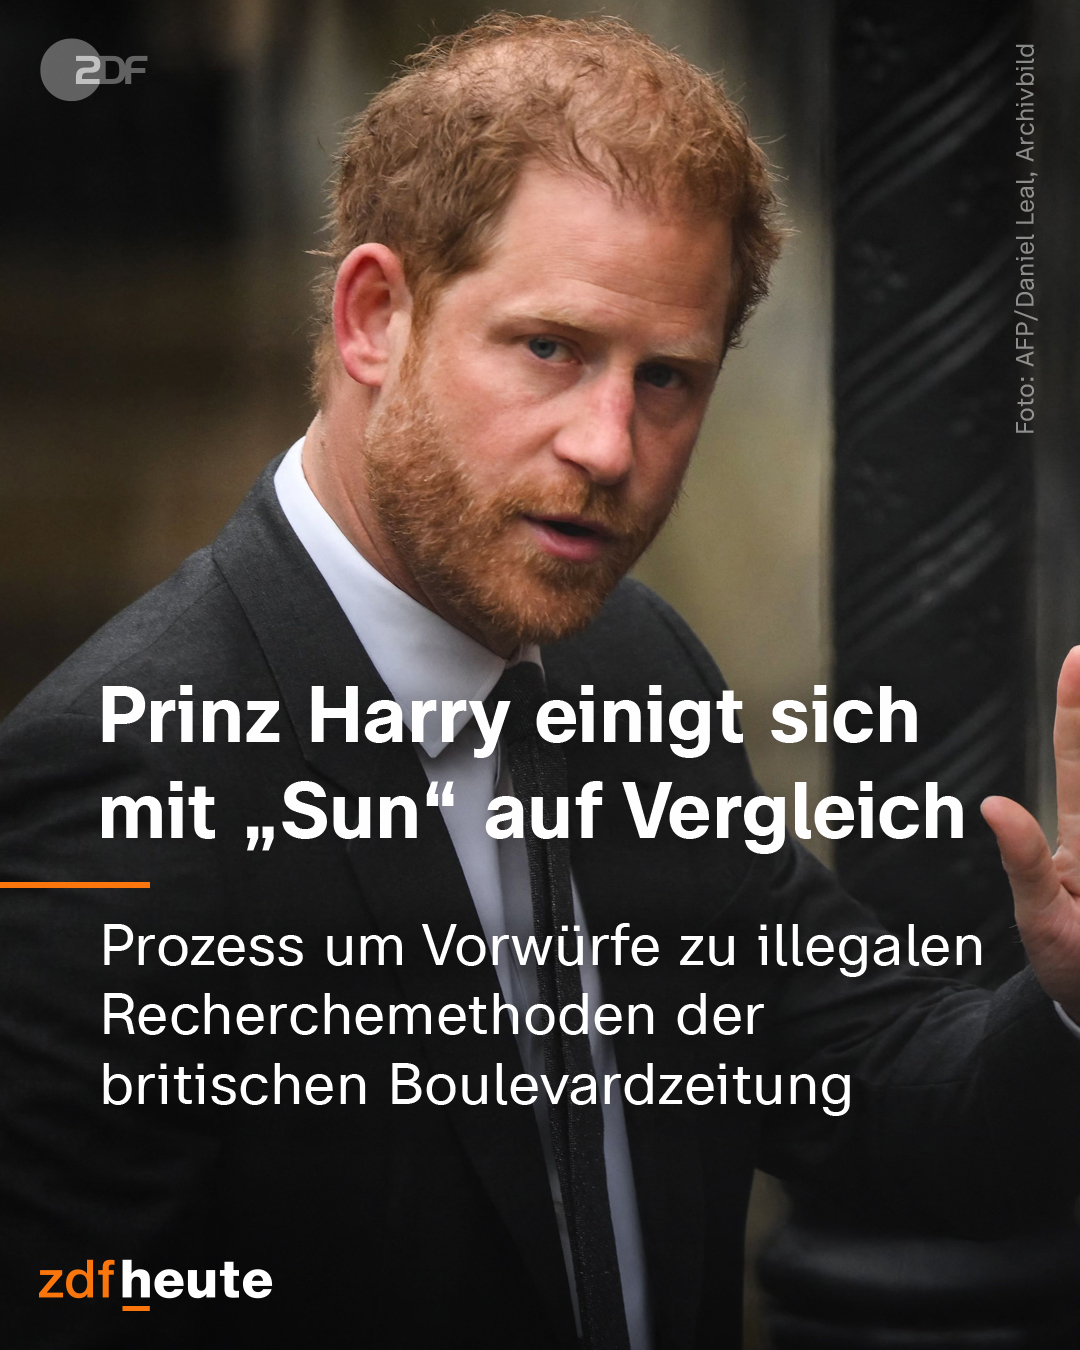 ZDF
Foto: AFP/Daniel Leal, Archivbild
Prinz Harry einigt sich
mit „Sun“ auf Vergleich
Prozess um Vorwürfe zu illegalen
Recherchemethoden der
britischen Boulevardzeitung
zdfheute